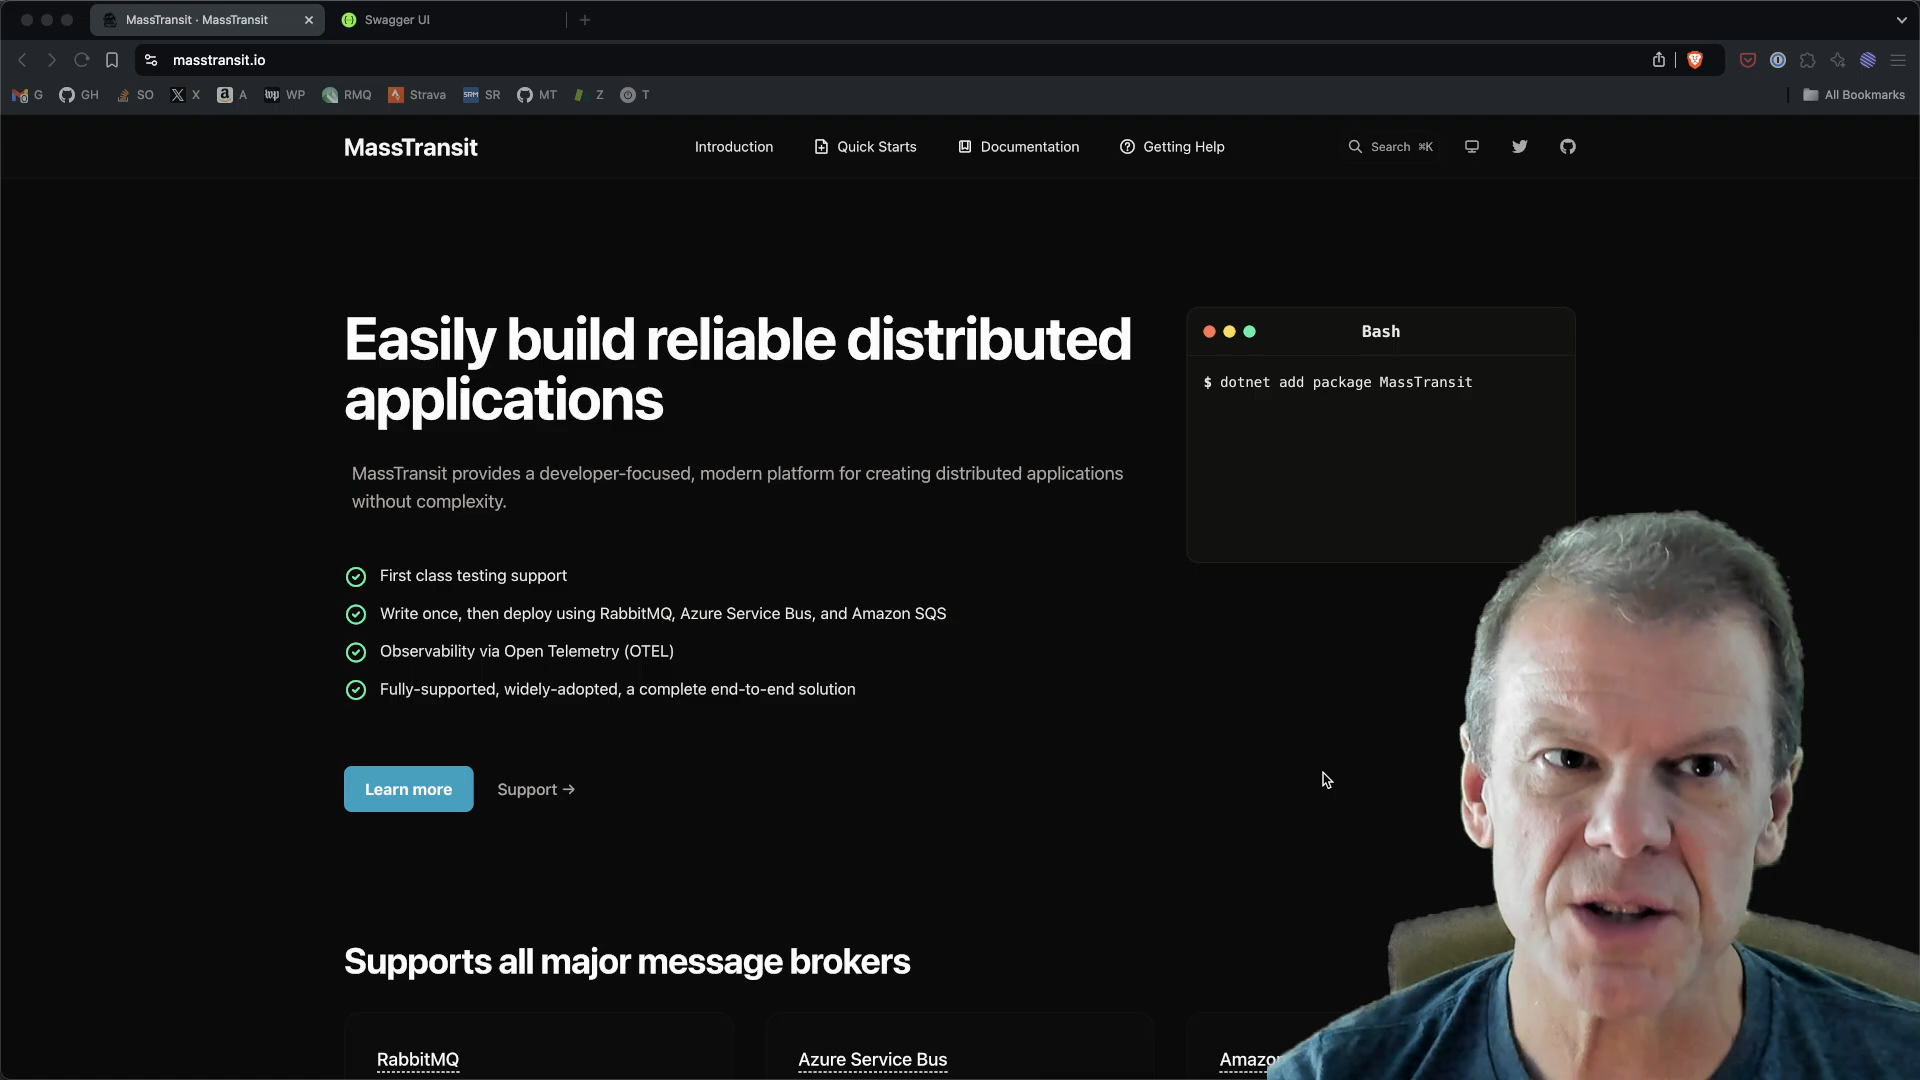 MassTransit · MassTransit
Swagger UI
masstransit.io
G GH SO X A WP RMQ Strava SR MT Z T
All Bookmarks
MassTransit
Introduction Quick Starts Documentation Getting Help
Search ⌘K
Easily build reliable distributed
applications
Bash
$ dotnet add package MassTransit
MassTransit provides a developer-focused, modern platform for creating distributed applications
without complexity.
First class testing support
Write once, then deploy using RabbitMQ, Azure Service Bus, and Amazon SQS
Observability via Open Telemetry (OTEL)
Fully-supported, widely-adopted, a complete end-to-end solution
Learn more Support →
Supports all major message brokers
RabbitMQ
Azure Service Bus